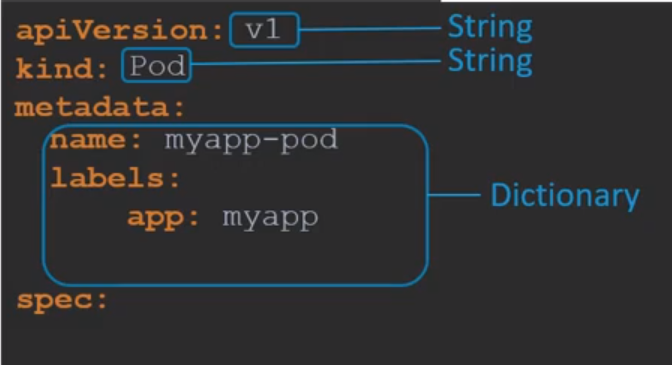 apiVersion: v1 String
kind: Pod String
metadata:
name: myapp-pod
labels:
Dictionary
app: myapp
spec: